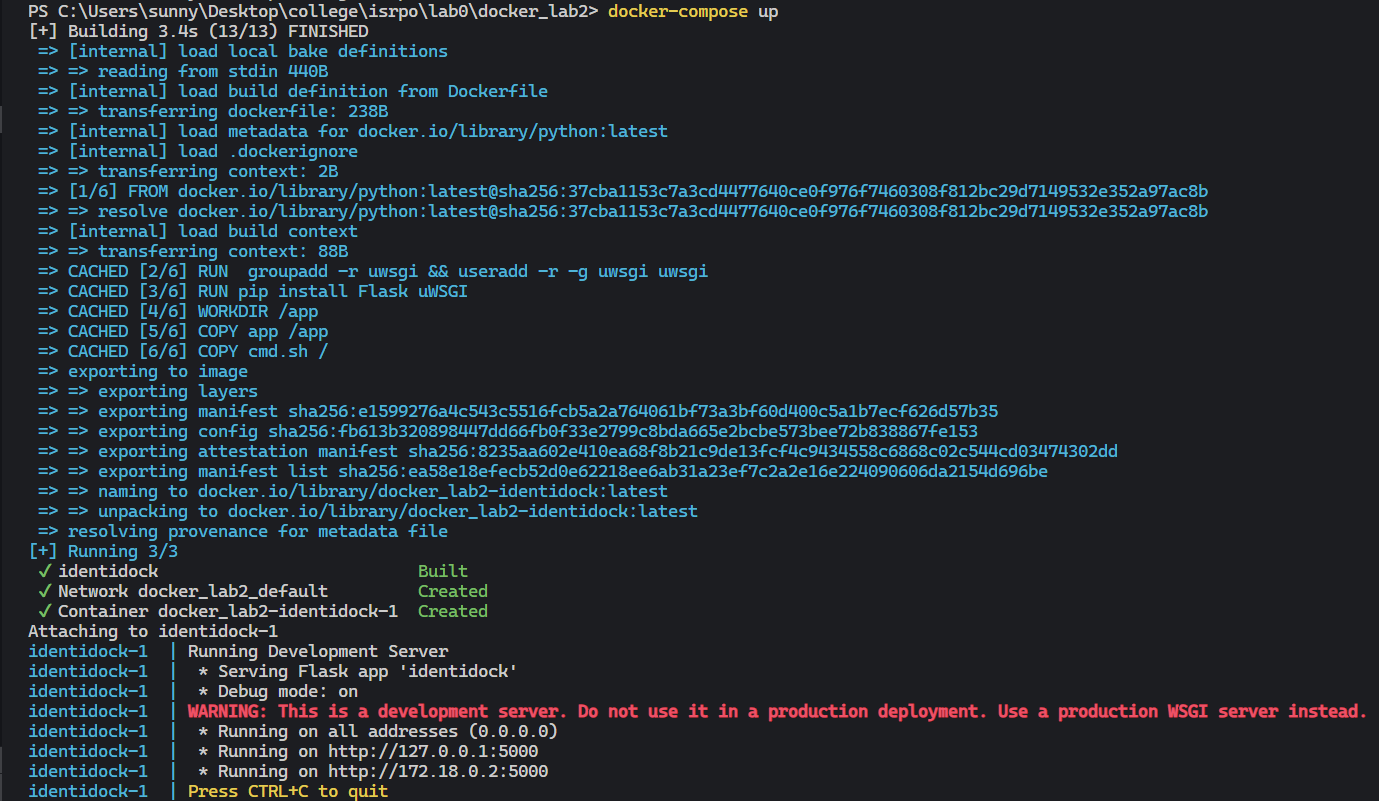 PS C:\Users\sunny\Desktop\college\isrpo\lab0\docker_lab2> docker-compose up
[+] Building 3.4s (13/13) FINISHED
=> [internal] load local bake definitions
=> => reading from stdin 440B
=> [internal] load build definition from Dockerfile
=> => transferring dockerfile: 238B
=> [internal] load metadata for docker.io/library/python:latest
=> [internal] load .dockerignore
=> => transferring context: 2B
=> [1/6] FROM docker.io/library/python:latest@sha256:37cba1153c7a3cd4477640ce0f976f7460308f812bc29d7149532e352a97ac8b
=> => resolve docker.io/library/python:latest@sha256:37cba1153c7a3cd4477640ce0f976f7460308f812bc29d7149532e352a97ac8b
=> [internal] load build context
=> => transferring context: 88B
=> CACHED [2/6] RUN  groupadd -r uwsgi && useradd -r -g uwsgi uwsgi
=> CACHED [3/6] RUN pip install Flask uWSGI
=> CACHED [4/6] WORKDIR /app
=> CACHED [5/6] COPY app /app
=> CACHED [6/6] COPY cmd.sh /
=> exporting to image
=> => exporting layers
=> => exporting manifest sha256:e1599276a4c543c5516fcb5a2a764061bf73a3bf60d400c5a1b7ecf626d57b35
=> => exporting config sha256:fb613b320898447dd66fb0f33e2799c8bda665e2bcbe573bee72b838867fe153
=> => exporting attestation manifest sha256:8235aa602e410ea68f8b21c9de13fcf4c9434558c6868c02c544cd03474302dd
=> => exporting manifest list sha256:ea58e18efecb52d0e62218ee6ab31a23ef7c2a2e16e224090606da2154d696be
=> => naming to docker.io/library/docker_lab2-identidock:latest
=> => unpacking to docker.io/library/docker_lab2-identidock:latest
=> resolving provenance for metadata file
[+] Running 3/3
✓ identidock Built
✓ Network docker_lab2_default Created
✓ Container docker_lab2-identidock-1 Created
Attaching to identidock-1
identidock-1 | Running Development Server
identidock-1 | * Serving Flask app 'identidock'
identidock-1 | * Debug mode: on
identidock-1 | WARNING: This is a development server. Do not use it in a production deployment. Use a production WSGI server instead.
identidock-1 | * Running on all addresses (0.0.0.0)
identidock-1 | * Running on http://127.0.0.1:5000
identidock-1 | * Running on http://172.18.0.2:5000
identidock-1 | Press CTRL+C to quit